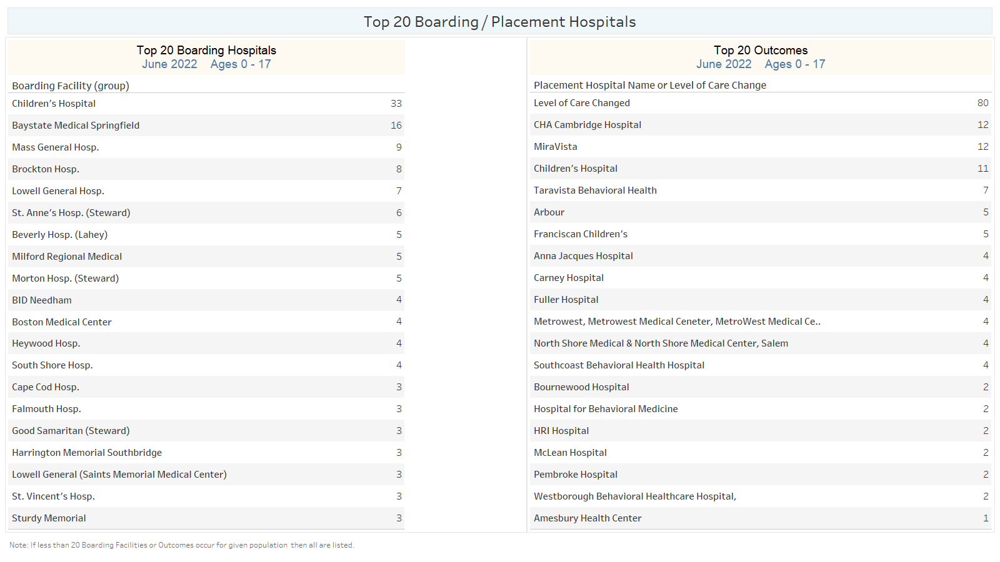 Top 20 Boarding / Placement Hospitals
Top 20 Boarding Hospitals
June 2022 Ages 0 - 17
Boarding Facility (group)
Children's Hospital 33
Baystate Medical Springfield 16
Mass General Hosp. 9
Brockton Hosp. 8
Lowell General Hosp. 7
St. Anne's Hosp. (Steward) 6
Beverly Hosp. (Lahey) 5
Milford Regional Medical 5
Morton Hosp. (Steward) 5
BID Needham 4
Boston Medical Center 4
Heywood Hosp. 4
South Shore Hosp. 4
Cape Cod Hosp. 3
Falmouth Hosp. 3
Good Samaritan (Steward) 3
Harrington Memorial Southbridge 3
Lowell General (Saints Memorial Medical Center) 3
St. Vincent's Hosp. 3
Sturdy Memorial 3
Top 20 Outcomes
June 2022 Ages 0 - 17
Placement Hospital Name or Level of Care Change
Level of Care Changed 80
CHA Cambridge Hospital 12
MiraVista 12
Children's Hospital 11
Taravista Behavioral Health 7
Arbour 5
Franciscan Children's 5
Anna Jacques Hospital 4
Carney Hospital 4
Fuller Hospital 4
Metrowest, Metrowest Medical Ceneter, MetroWest Medical Ce.. 4
North Shore Medical & North Shore Medical Center, Salem 4
Southcoast Behavioral Health Hospital 4
Bournewood Hospital 2
Hospital for Behavioral Medicine 2
HRI Hospital 2
McLean Hospital 2
Pembroke Hospital 2
Westborough Behavioral Healthcare Hospital, 2
Amesbury Health Center 1
Note: If less than 20 Boarding Facilities or Outcomes occur for given population then all are listed.